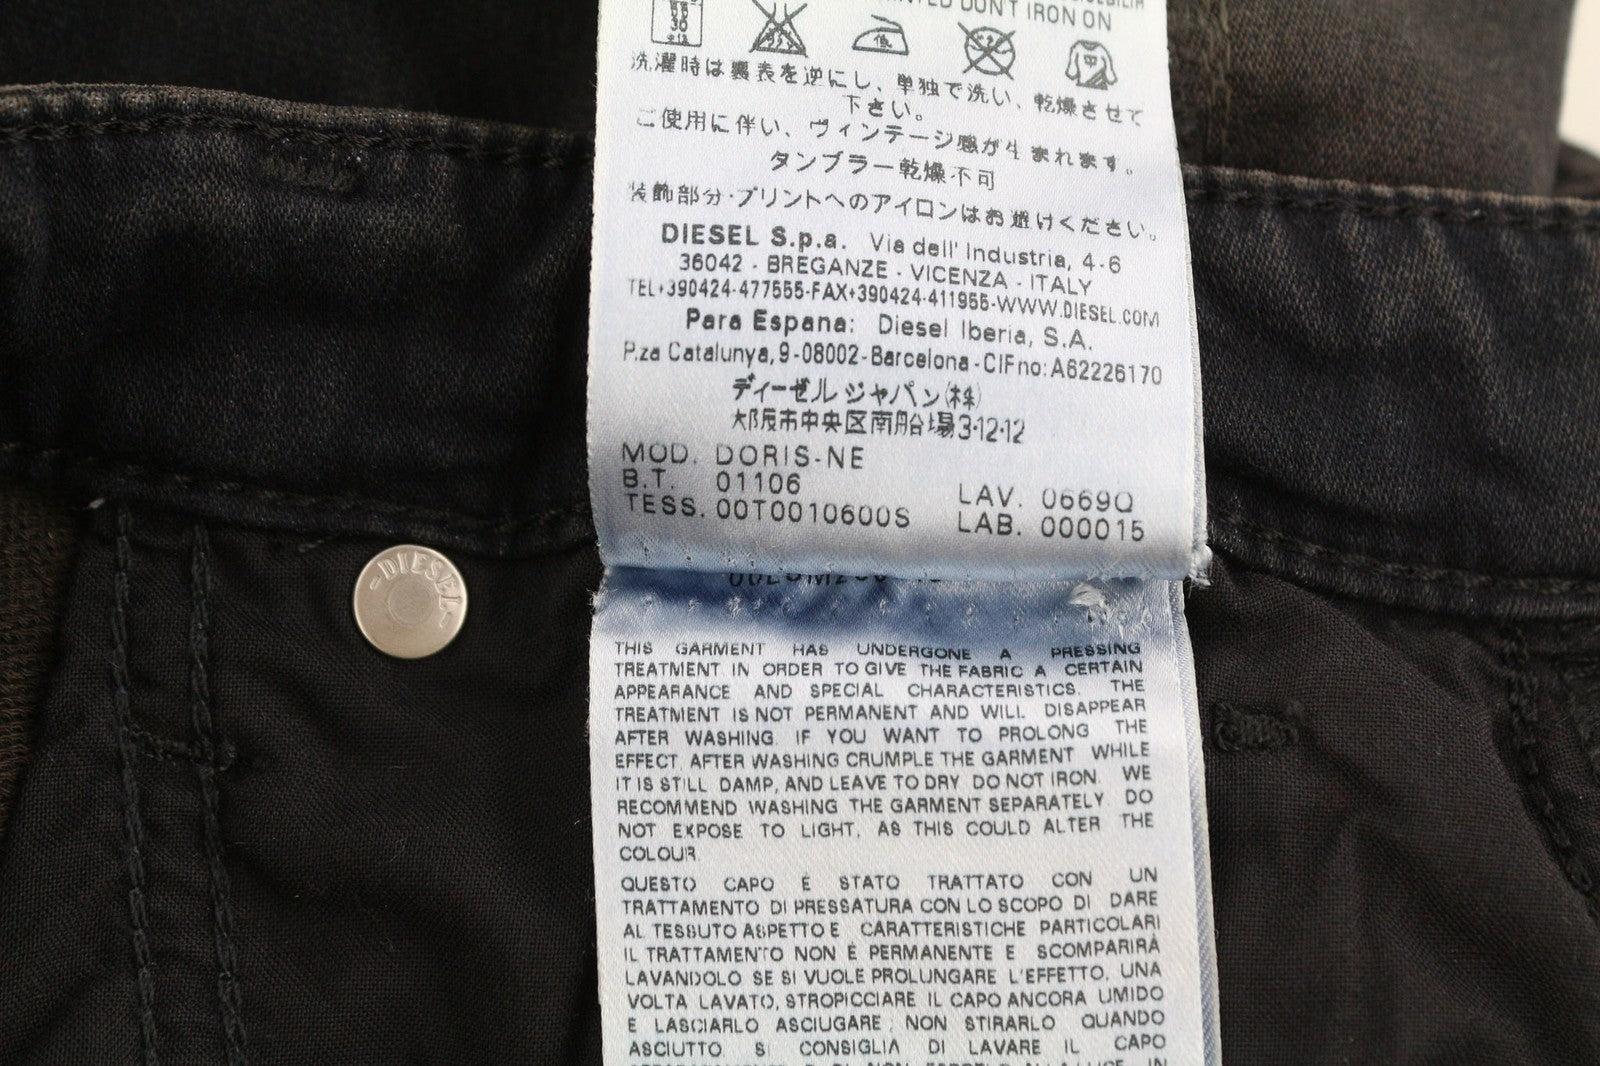 DON'T IRON ON
30
低
洗濯時は裏表を逆にし、単独で洗い、乾燥させて
下さい。
ご使用に伴い、ヴィンテージ感が生まれます。
タンブラー乾燥不可
装飾部分・プリントへのアイロンはお避けください。
DIESEL S.p.a. Via dell' Industria, 4-6
36042 - BREGANZE - VICENZA - ITALY
TEL+390424-477555-FAX+390424-411955-WWW.DIESEL.COM
Para Espana: Diesel Iberia, S.A.
P.za Catalunya, 9-08002-Barcelona-CIFno:A62226170
ディーゼル ジャパン(株)
大阪市中央区南船場3-12-12
MOD. DORIS-NE
B.T. 01106 LAV. 0669Q
TESS. 00T0010600S LAB. 000015
-DIESEL-
THIS GARMENT HAS UNDERGONE A PRESSING
TREATMENT IN ORDER TO GIVE THE FABRIC A CERTAIN
APPEARANCE AND SPECIAL CHARACTERISTICS. THE
TREATMENT IS NOT PERMANENT AND WILL DISAPPEAR
AFTER WASHING. IF YOU WANT TO PROLONG THE
EFFECT, AFTER WASHING CRUMPLE THE GARMENT WHILE
IT IS STILL DAMP, AND LEAVE TO DRY. DO NOT IRON. WE
RECOMMEND WASHING THE GARMENT SEPARATELY. DO
NOT EXPOSE TO LIGHT, AS THIS COULD ALTER THE
COLOUR.
QUESTO CAPO È STATO TRATTATO CON UN
TRATTAMENTO DI PRESSATURA CON LO SCOPO DI DARE
AL TESSUTO ASPETTO E CARATTERISTICHE PARTICOLARI
IL TRATTAMENTO NON È PERMANENTE E SCOMPARIRÀ
LAVANDOLO SE SI VUOLE PROLUNGARE L'EFFETTO, UNA
VOLTA LAVATO, STROPICCIARE IL CAPO ANCORA UMIDO
E LASCIARLO ASCIUGARE; NON STIRARLO QUANDO
ASCIUTTO. SI CONSIGLIA DI LAVARE IL CAPO